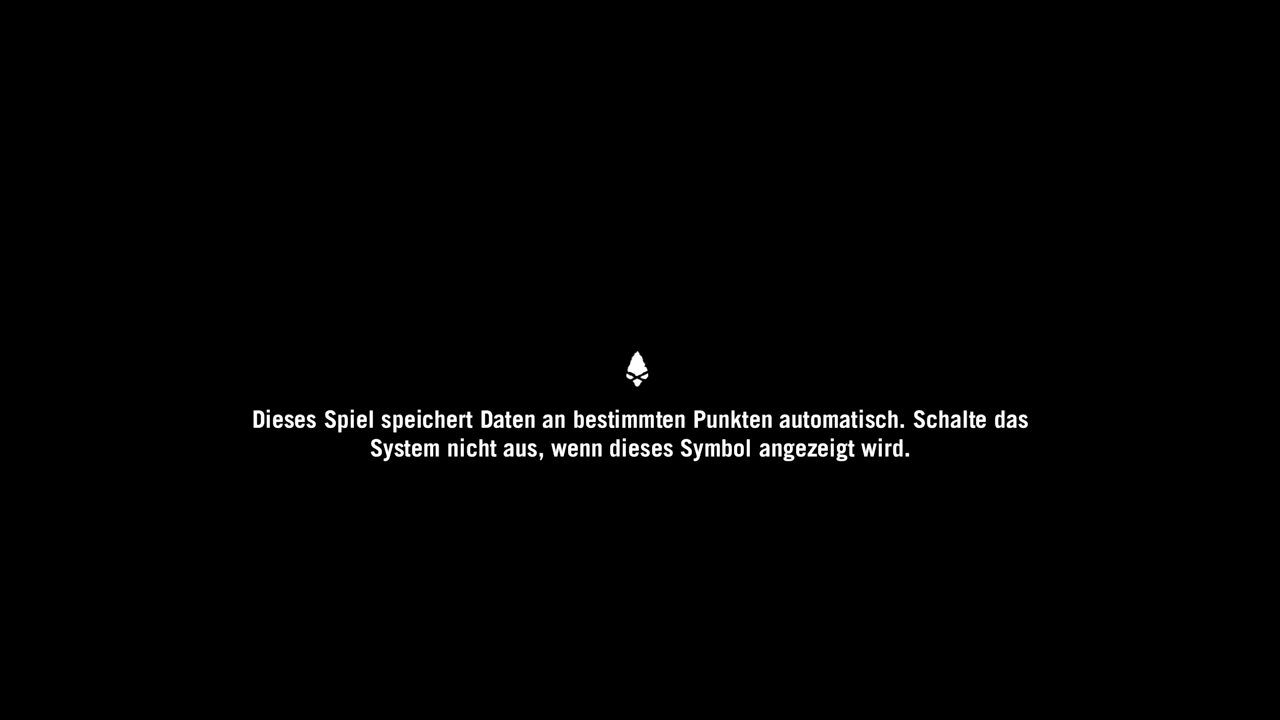 Dieses Spiel speichert Daten an bestimmten Punkten automatisch. Schalte das
System nicht aus, wenn dieses Symbol angezeigt wird.